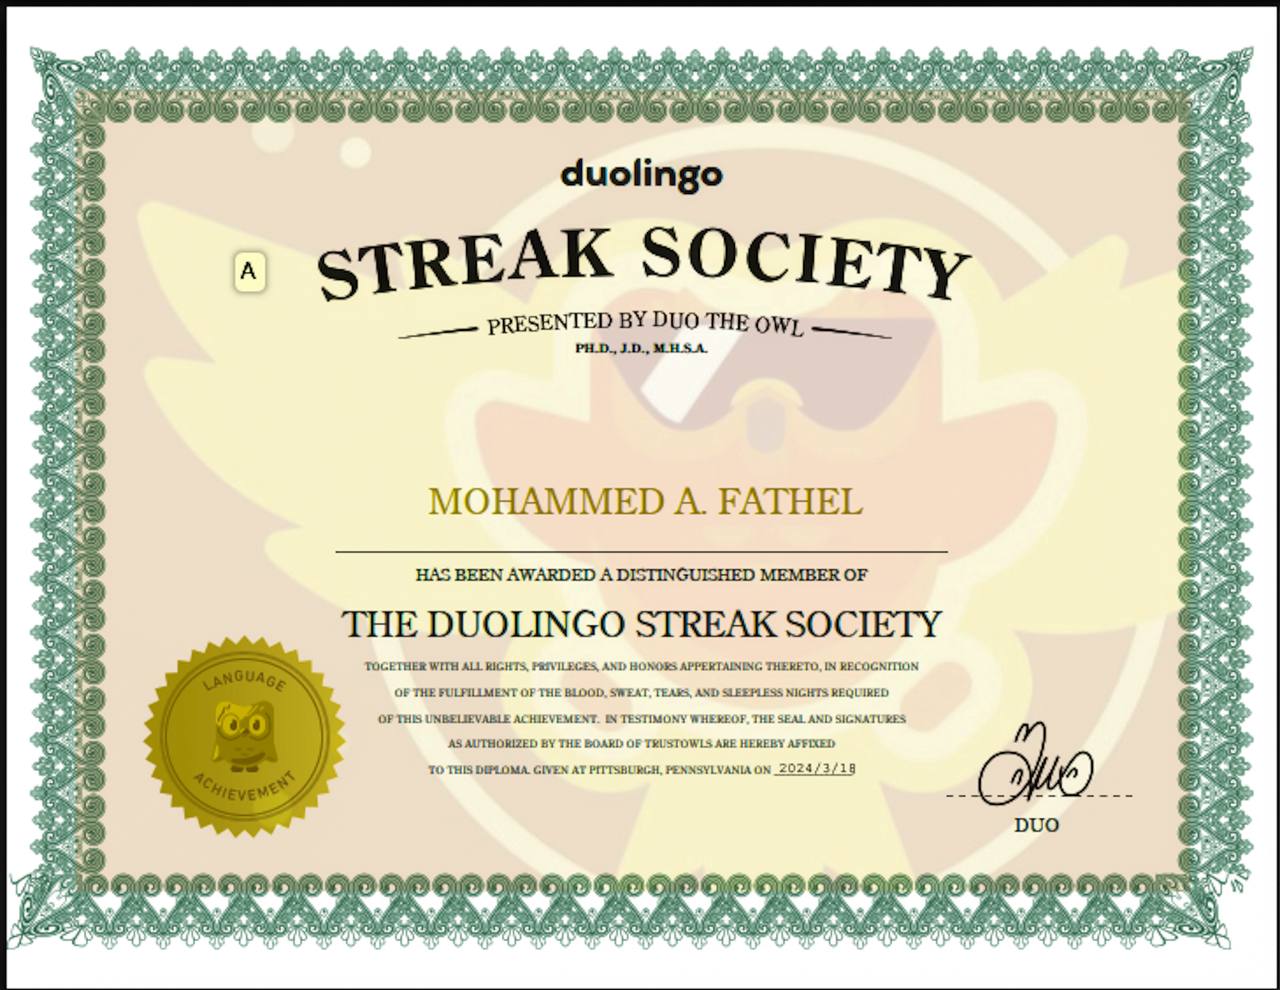 duolingo
A
STREAK SOCIETY
PRESENTED BY DUO THE OWL
PH.D., J.D., M.H.S.A.
MOHAMMED A. FATHEL
HAS BEEN AWARDED A DISTINGUISHED MEMBER OF
THE DUOLINGO STREAK SOCIETY
TOGETHER WITH ALL RIGHTS, PRIVILEGES, AND HONORS APPERTAINING THERETO, IN RECOGNITION
OF THE FULFILLMENT OF THE BLOOD, SWEAT, TEARS, AND SLEEPLESS NIGHTS REQUIRED
OF THIS UNBELIEVABLE ACHIEVEMENT. IN TESTIMONY WHEREOF, THE SEAL AND SIGNATURES
AS AUTHORIZED BY THE BOARD OF TRUSTOWLS ARE HEREBY AFFIXED
TO THIS DIPLOMA. GIVEN AT PITTSBURGH, PENNSYLVANIA ON 2024/3/18
LANGUAGE
ACHIEVEMENT
Duo
DUO